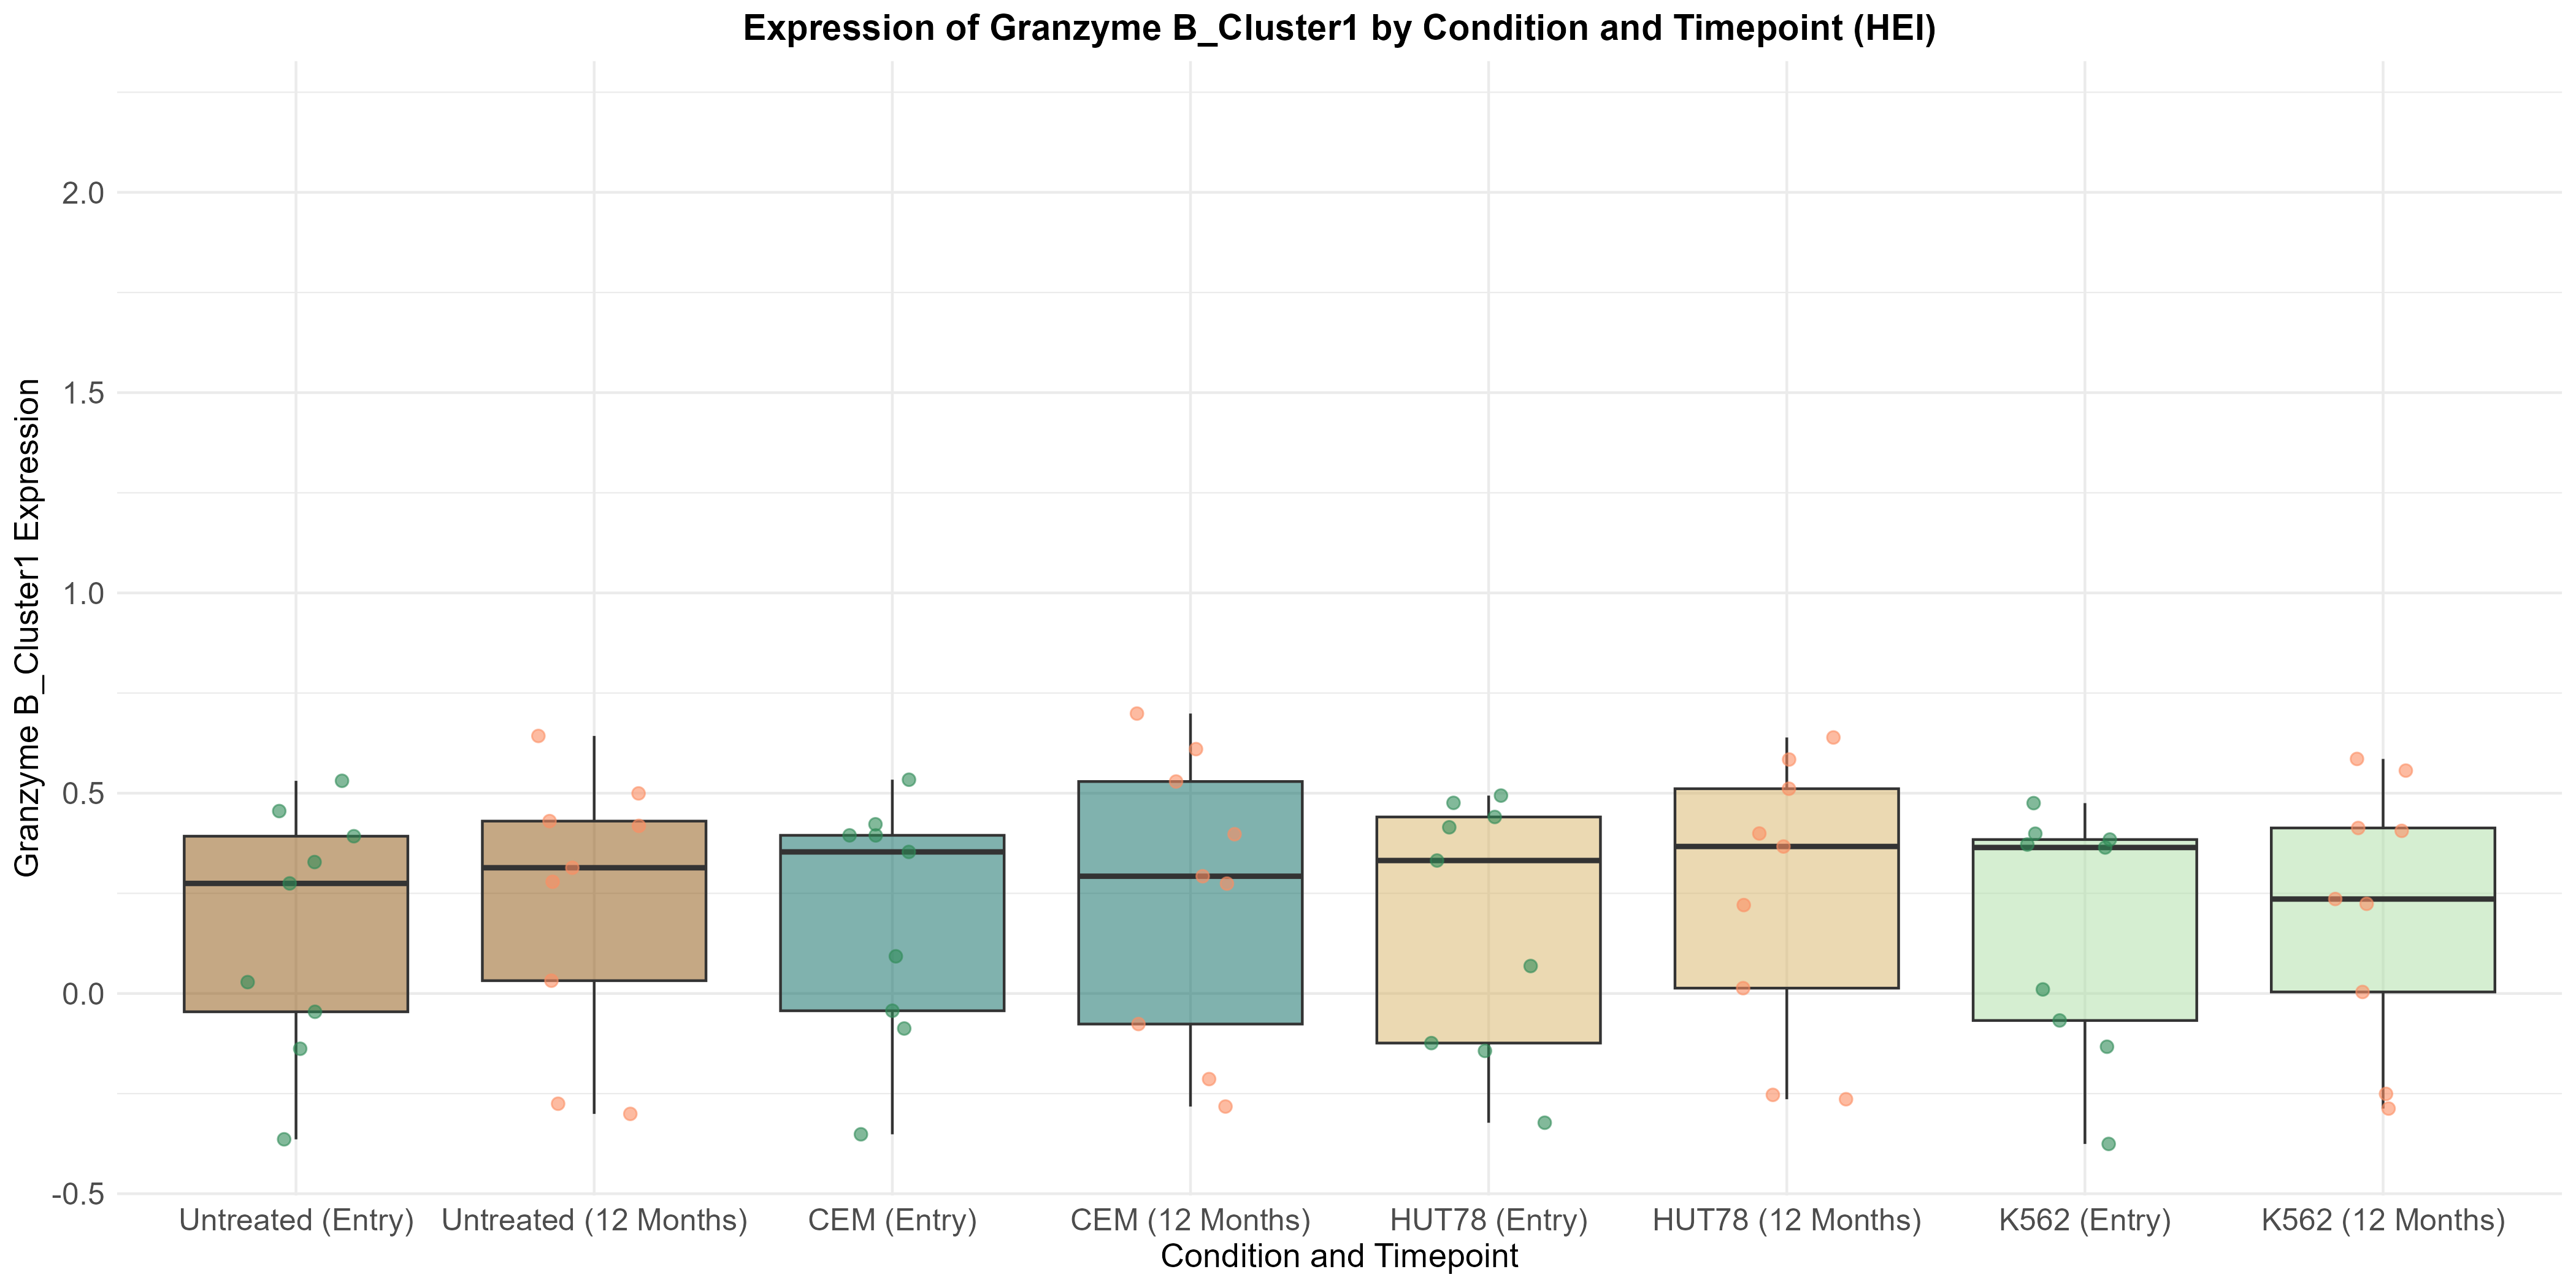 Expression of Granzyme B_Cluster1 by Condition and Timepoint (HEI)
Granzyme B_Cluster1 Expression
2.0
1.5
1.0
0.5
0.0
-0.5
Untreated (Entry) Untreated (12 Months) CEM (Entry) CEM (12 Months) HUT78 (Entry) HUT78 (12 Months) K562 (Entry) K562 (12 Months)
Condition and Timepoint